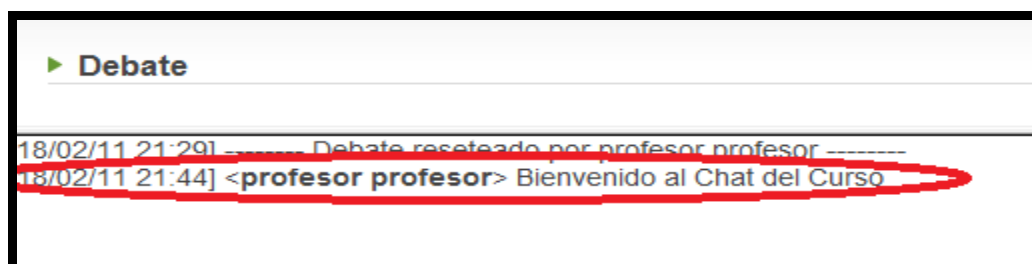 Debate
18/02/11 21:29] -------- Debate reseteado por profesor profesor --------
18/02/11 21:44] <profesor profesor> Bienvenido al Chat del Curso